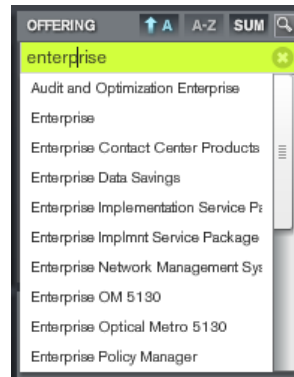 OFFERING A A-Z SUM
enterprise
Audit and Optimization Enterprise
Enterprise
Enterprise Contact Center Products
Enterprise Data Savings
Enterprise Implementation Service Pa
Enterprise Implmnt Service Package
Enterprise Network Management Sys
Enterprise OM 5130
Enterprise Optical Metro 5130
Enterprise Policy Manager